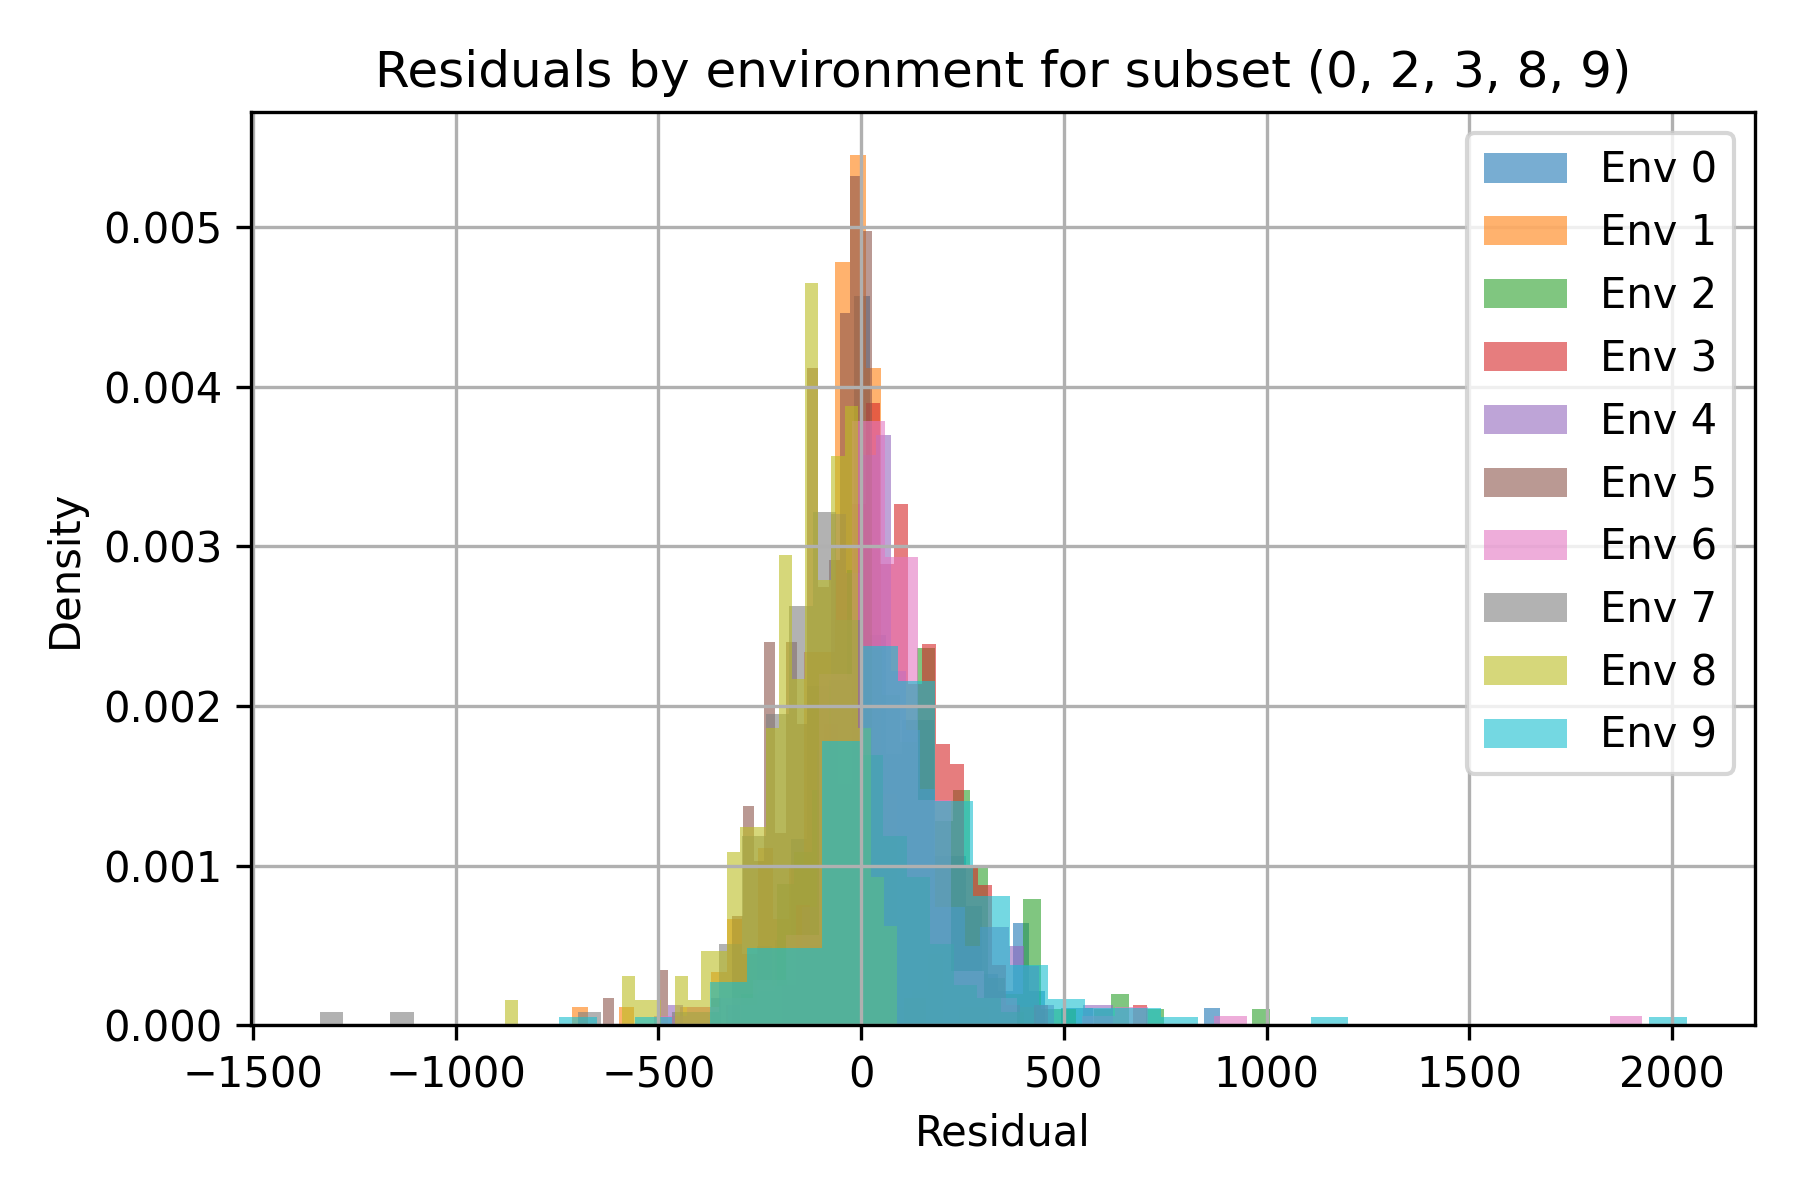 Residuals by environment for subset (0, 2, 3, 8, 9)
Density
0.005
0.004
0.003
0.002
0.001
0.000
−1500 −1000 −500 0 500 1000 1500 2000
Residual
Env 0
Env 1
Env 2
Env 3
Env 4
Env 5
Env 6
Env 7
Env 8
Env 9